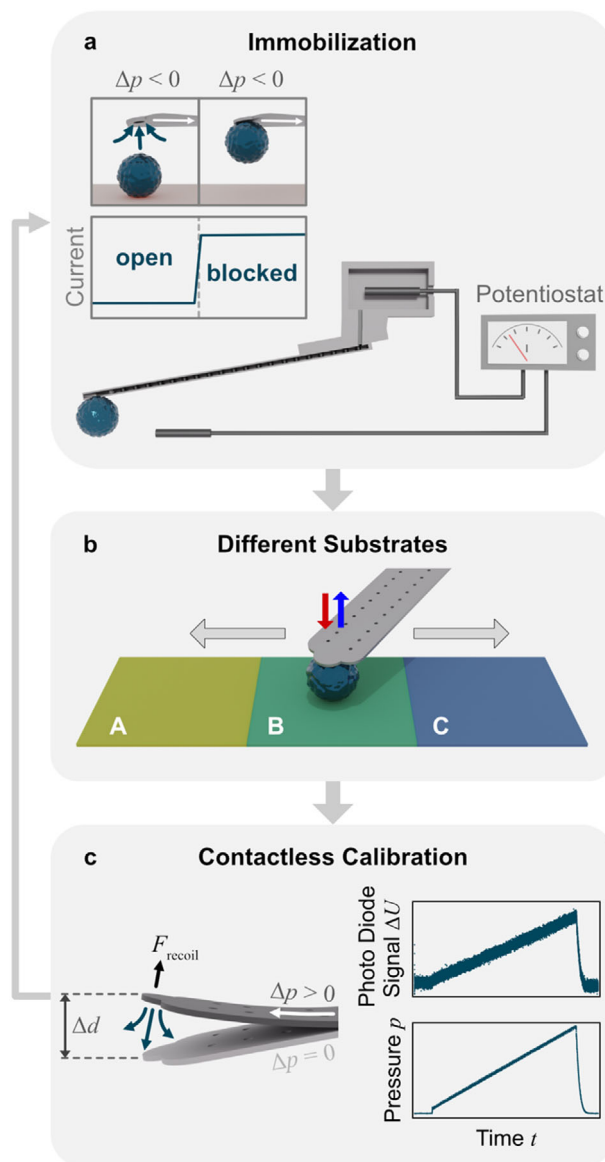 a
Immobilization
Δp < 0
Δp < 0
Current
open
blocked
Potentiostat
I
b
Different Substrates
A
B
C
c
Contactless Calibration
F recoil
Δd
Δp > 0
Δp = 0
Photo Diode
Signal ΔU
Pressure p
Time t